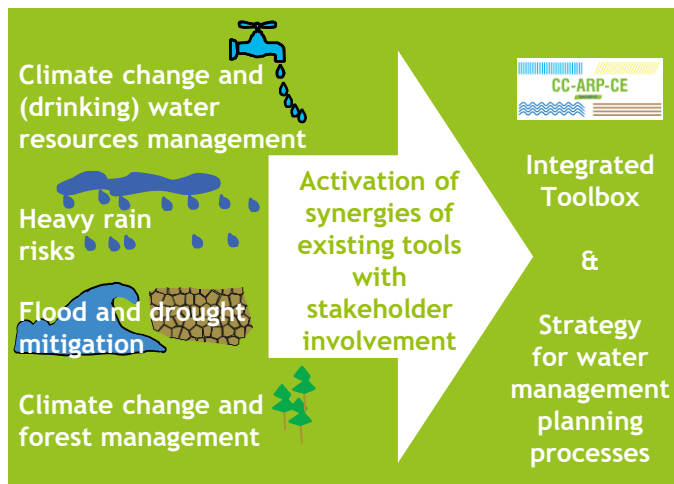 Climate change and
(drinking) water
resources management
Heavy rain
risks
Flood and drought
mitigation
Climate change and
forest management
Activation of
synergies of
existing tools
with
stakeholder
involvement
CC-ARP-CE
Integrated
Toolbox
&
Strategy
for water
management
planning
processes